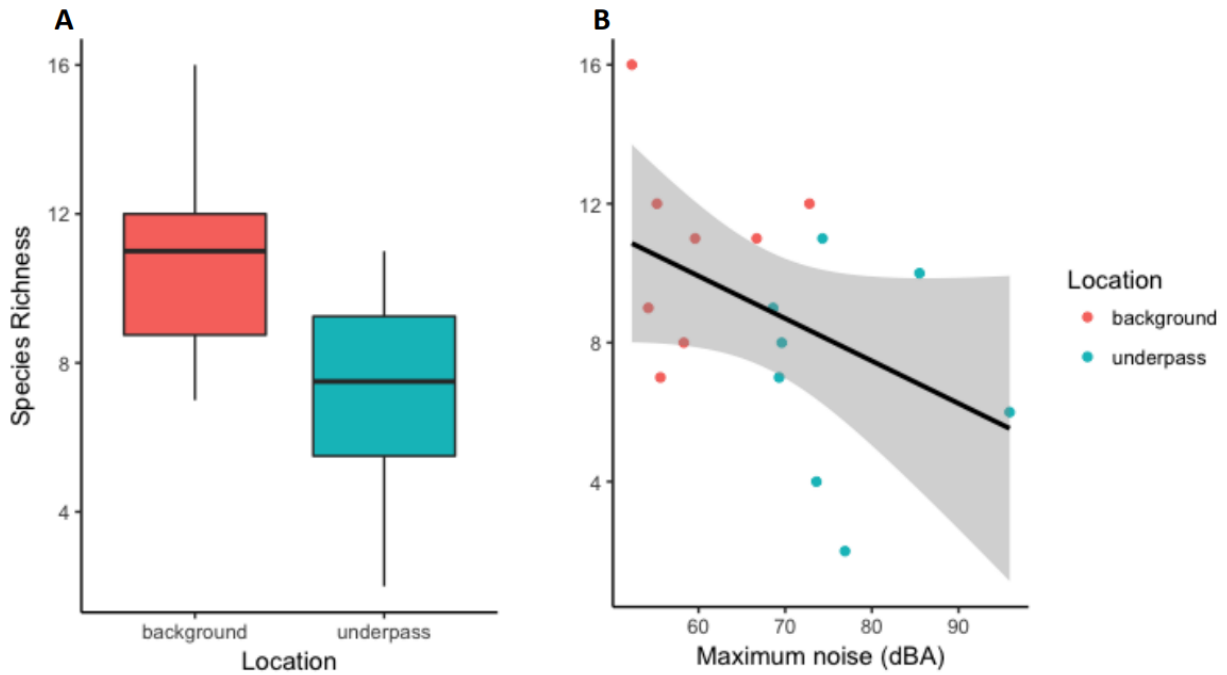 A
Species Richness
16
12
8
4
background
underpass
Location
B
16
12
8
4
60
70
80
90
Maximum noise (dBA)
Location
background
underpass